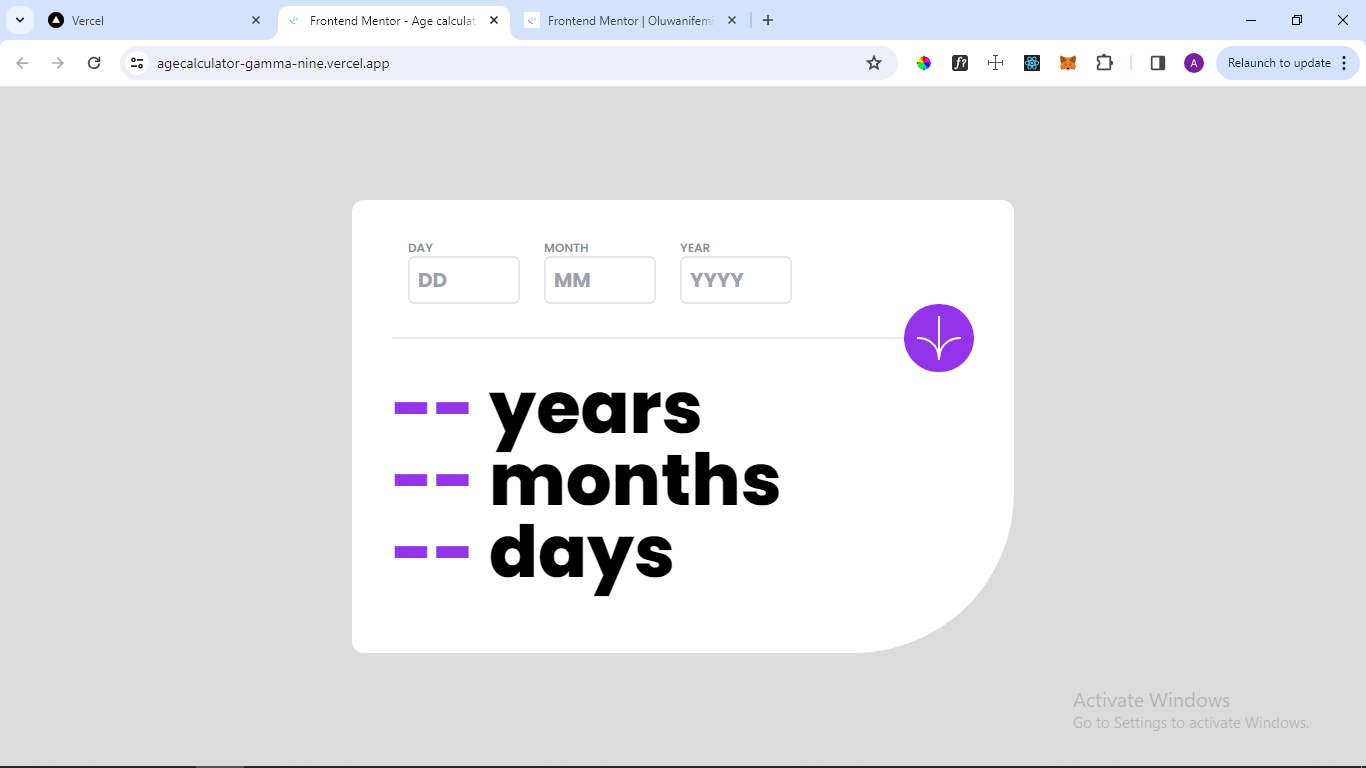 Vercel
Frontend Mentor - Age calculat
Frontend Mentor | Oluwanifemi
agecalculator-gamma-nine.vercel.app
f?
A
Relaunch to update
DAY MONTH YEAR
DD MM YYYY
-- years
-- months
-- days
Activate Windows
Go to Settings to activate Windows.